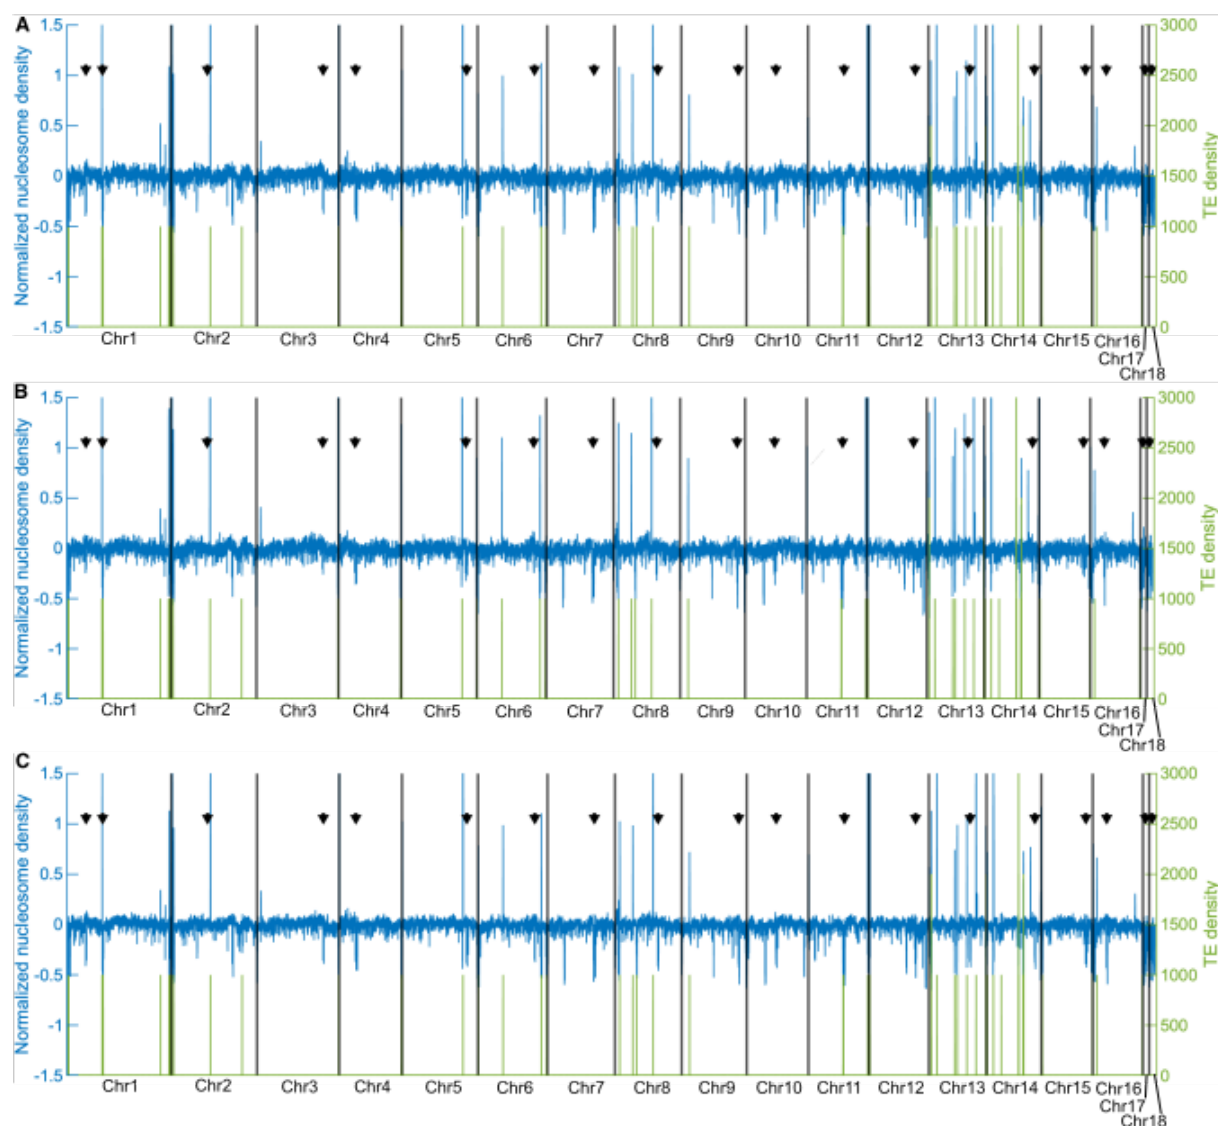 A
1.5
1
0.5
0
-0.5
-1
-1.5
Normalized nucleosome density
3000
2500
2000
1500
1000
500
0
TE density
Chr1 Chr2 Chr3 Chr4 Chr5 Chr6 Chr7 Chr8 Chr9 Chr10 Chr11 Chr12 Chr13 Chr14 Chr15 Chr16
Chr17
Chr18
B
1.5
1
0.5
0
-0.5
-1
-1.5
Normalized nucleosome density
3000
2500
2000
1500
1000
500
0
TE density
Chr1 Chr2 Chr3 Chr4 Chr5 Chr6 Chr7 Chr8 Chr9 Chr10 Chr11 Chr12 Chr13 Chr14 Chr15 Chr16
Chr17
Chr18
C
1.5
1
0.5
0
-0.5
-1
-1.5
Normalized nucleosome density
3000
2500
2000
1500
1000
500
0
TE density
Chr1 Chr2 Chr3 Chr4 Chr5 Chr6 Chr7 Chr8 Chr9 Chr10 Chr11 Chr12 Chr13 Chr14 Chr15 Chr16
Chr17
Chr18